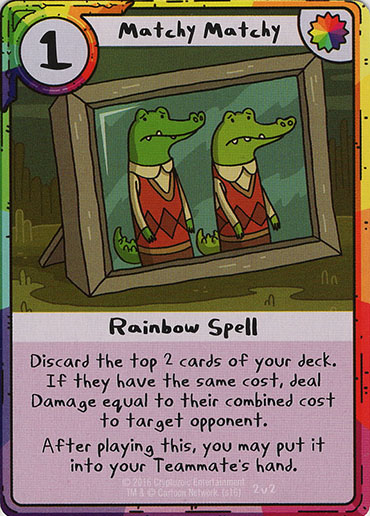 1
Matchy Matchy
Rainbow Spell
Discard the top 2 cards of your deck.
If they have the same cost, deal
Damage equal to their combined cost
to target opponent.
After playing this, you may put it
into your Teammate's hand.
© 2016 Cryptozoic Entertainment
TM & © Cartoon Network. (s16)
2v2